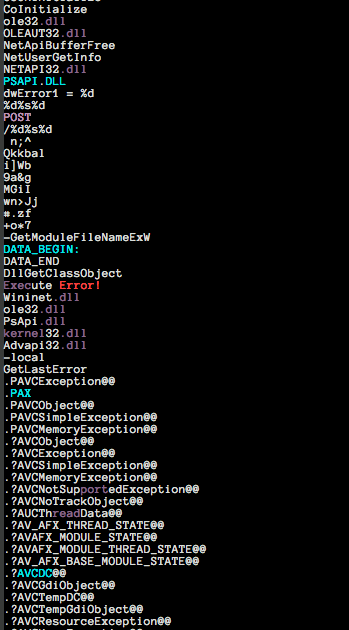 CoInitialize
ole32.dll
OLEAUT32.dll
NetApiBufferFree
NetUserGetInfo
NETAPI32.dll
PSAPI.DLL
dwError1 = %d
%d%s%d
POST
/%d%s%d
n;^
Qkkbal
i]Wb
9a&g
MGiI
wn>Jj
#.zf
+o*7
-GetModuleFileNameExW
DATA_BEGIN:
DATA_END
DllGetClassObject
Execute Error!
Wininet.dll
ole32.dll
PsApi.dll
kernel32.dll
Advapi32.dll
-local
GetLastError
.PAVCException@@
.PAX
.PAVCObject@@
.PAVCSimpleException@@
.PAVCMemoryException@@
.?AVCObject@@
.?AVCException@@
.?AVCSimpleException@@
.?AVCMemoryException@@
.?AVCNotSupportedException@@
.?AVCNoTrackObject@@
.?AUCThreadData@@
.?AV_AFX_THREAD_STATE@@
.?AVAFX_MODULE_STATE@@
.?AVAFX_MODULE_THREAD_STATE@@
.?AV_AFX_BASE_MODULE_STATE@@
.?AVCDC@@
.?AVCGdiObject@@
.?AVCTempDC@@
.?AVCTempGdiObject@@
.?AVCResourceException@@